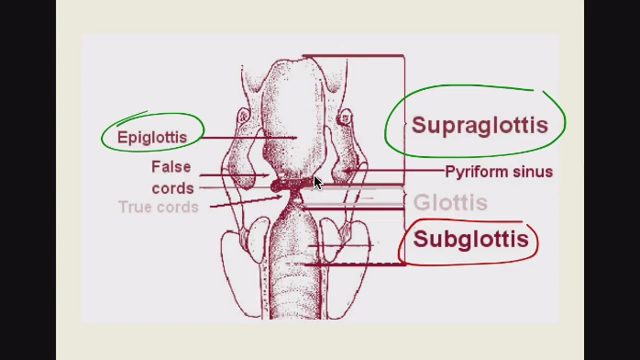 Supraglottis
Epiglottis
False
cords
Pyriform sinus
True cords
Glottis
Subglottis